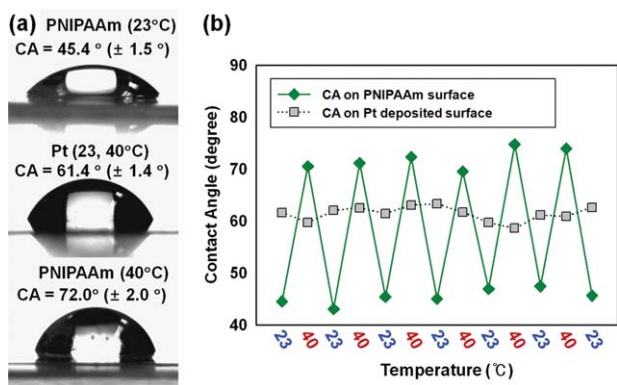 (a)
PNIPAAm (23°C)
CA = 45.4 ° (± 1.5 °)
Pt (23, 40°C)
CA = 61.4 ° (± 1.4 °)
PNIPAAm (40°C)
CA = 72.0° (± 2.0 °)
(b)
90
80
70
60
50
40
Contact Angle (degree)
CA on PNIPAAm surface
CA on Pt deposited surface
23 40 23 40 23 40 23 40 23 40 23 40 23
Temperature (℃)